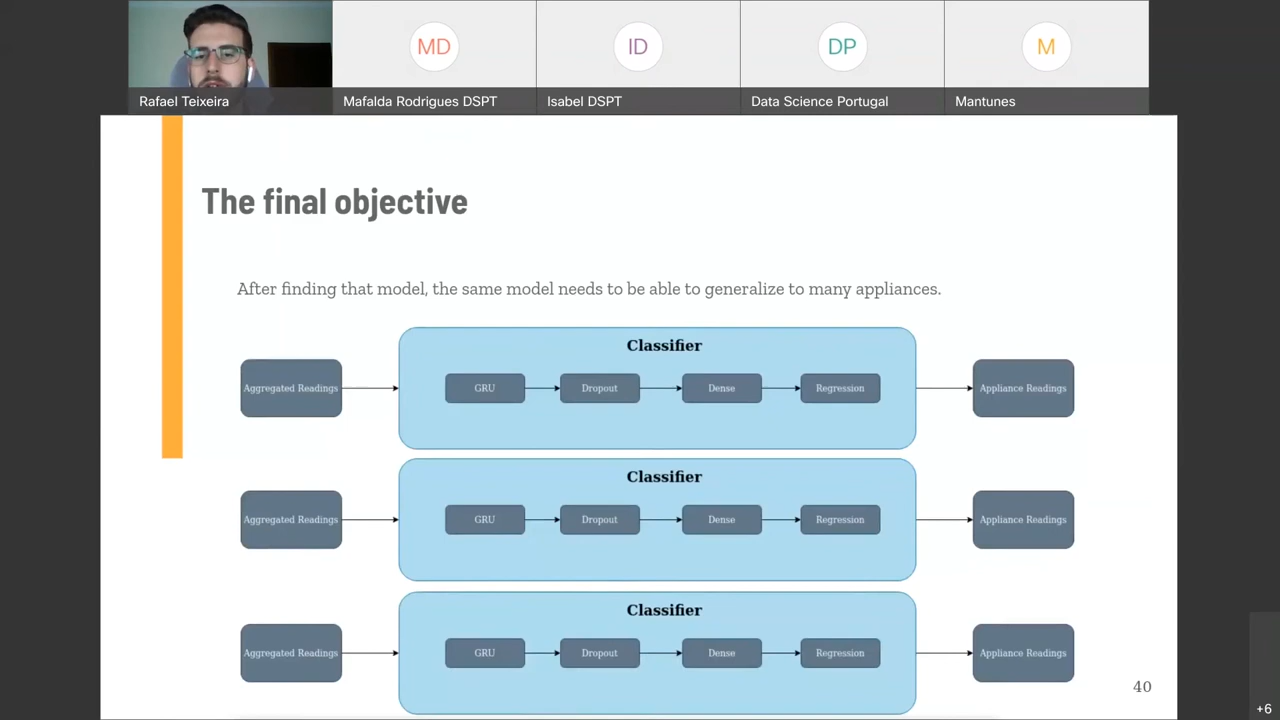 MD
ID
DP
M
Rafael Teixeira
Mafalda Rodrigues DSPT
Isabel DSPT
Data Science Portugal
Mantunes
The final objective
After finding that model, the same model needs to be able to generalize to many appliances.
Classifier
Aggregated Readings
GRU
Dropout
Dense
Regression
Appliance Readings
Classifier
Aggregated Readings
GRU
Dropout
Dense
Regression
Appliance Readings
Classifier
Aggregated Readings
GRU
Dropout
Dense
Regression
Appliance Readings
40
+6